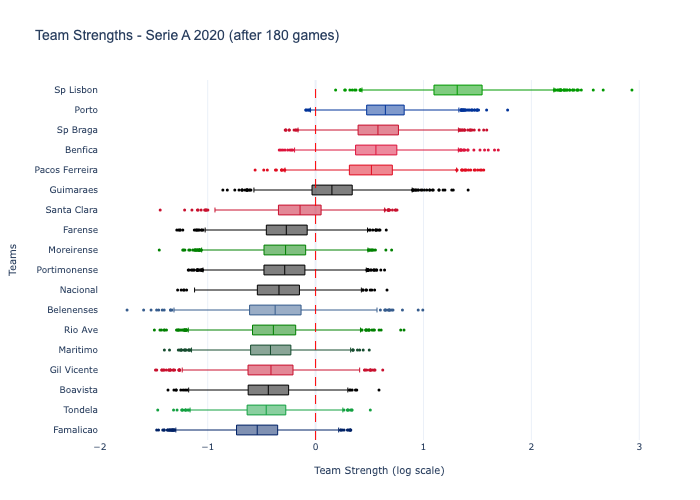 Team Strengths - Serie A 2020 (after 180 games)
Sp Lisbon
Porto
Sp Braga
Benfica
Pacos Ferreira
Guimaraes
Santa Clara
Farense
Moreirense
Portimonense
Nacional
Belenenses
Rio Ave
Maritimo
Gil Vicente
Boavista
Tondela
Famalicao
Teams
−2 −1 0 1 2 3
Team Strength (log scale)